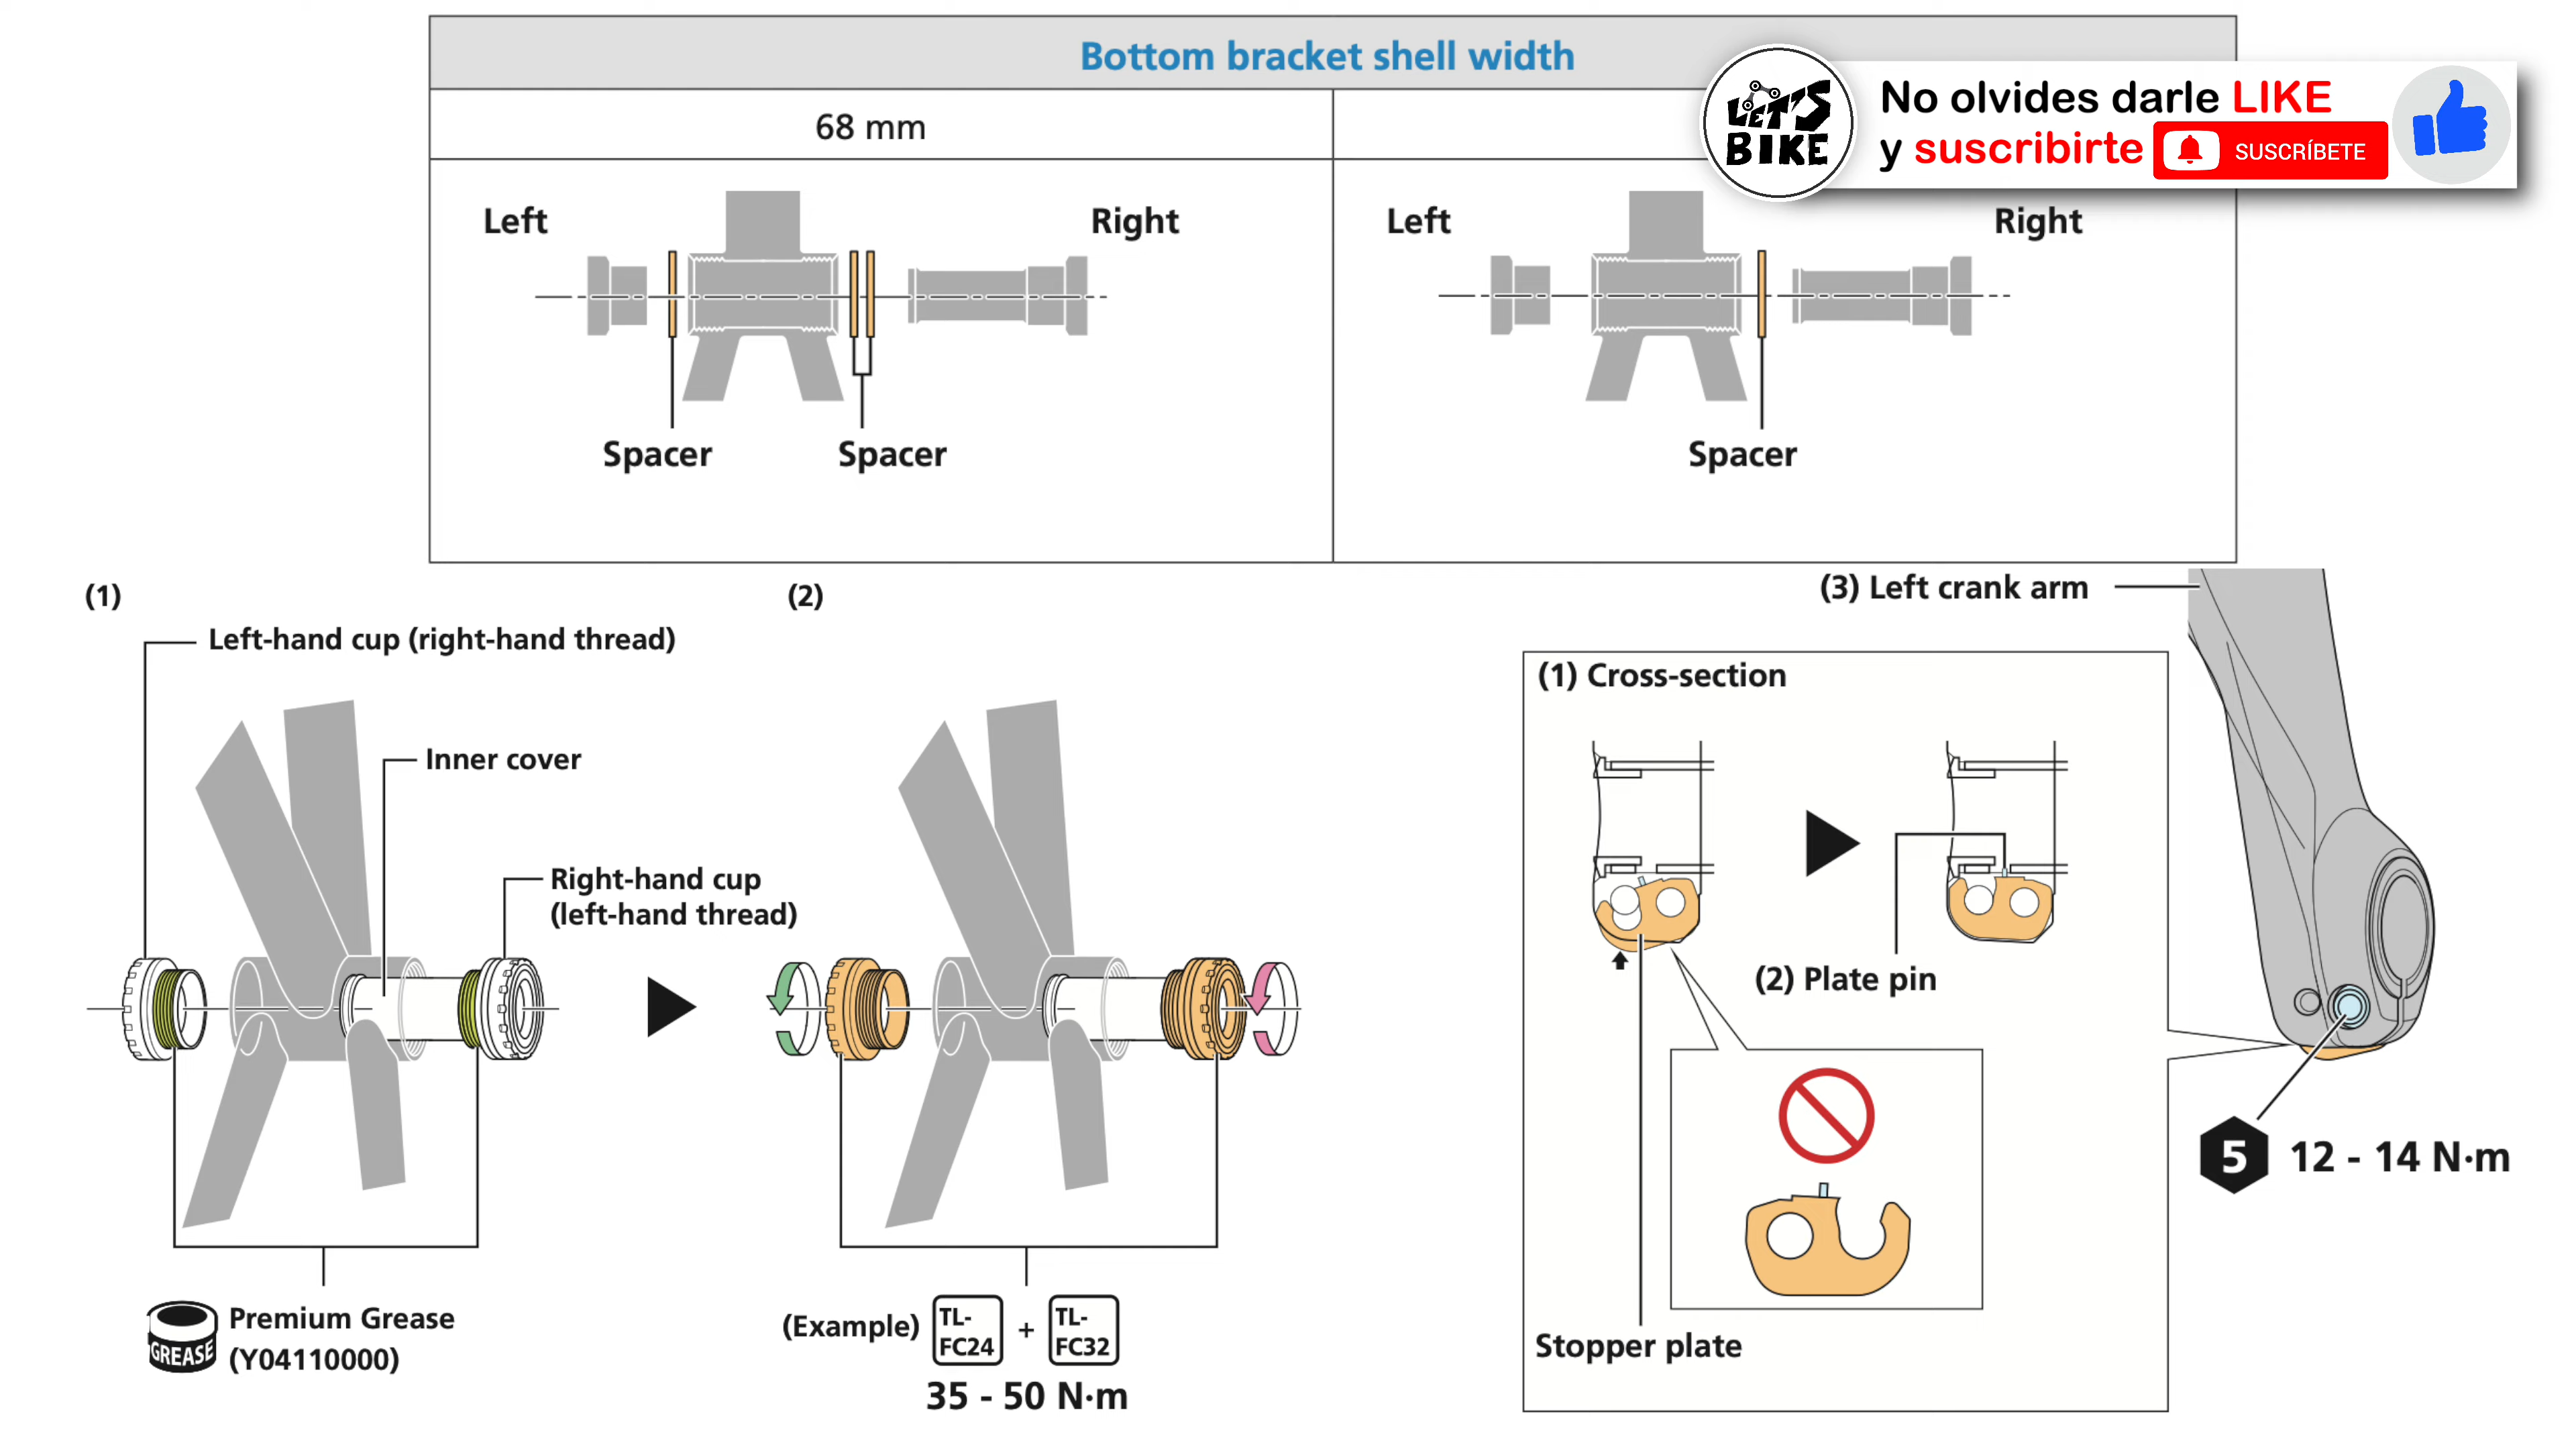 Bottom bracket shell width
68 mm
LET'S
BIKE
No olvides darle LIKE
y suscribirte
SUSCRÍBETE
Left
Right
Spacer
Spacer
Left
Right
Spacer
(1)
Left-hand cup (right-hand thread)
Inner cover
Right-hand cup
(left-hand thread)
GREASE
Premium Grease
(Y04110000)
(2)
(Example)
TL-
FC24
+
TL-
FC32
35 - 50 N·m
(3) Left crank arm
(1) Cross-section
(2) Plate pin
Stopper plate
5
12 - 14 N·m